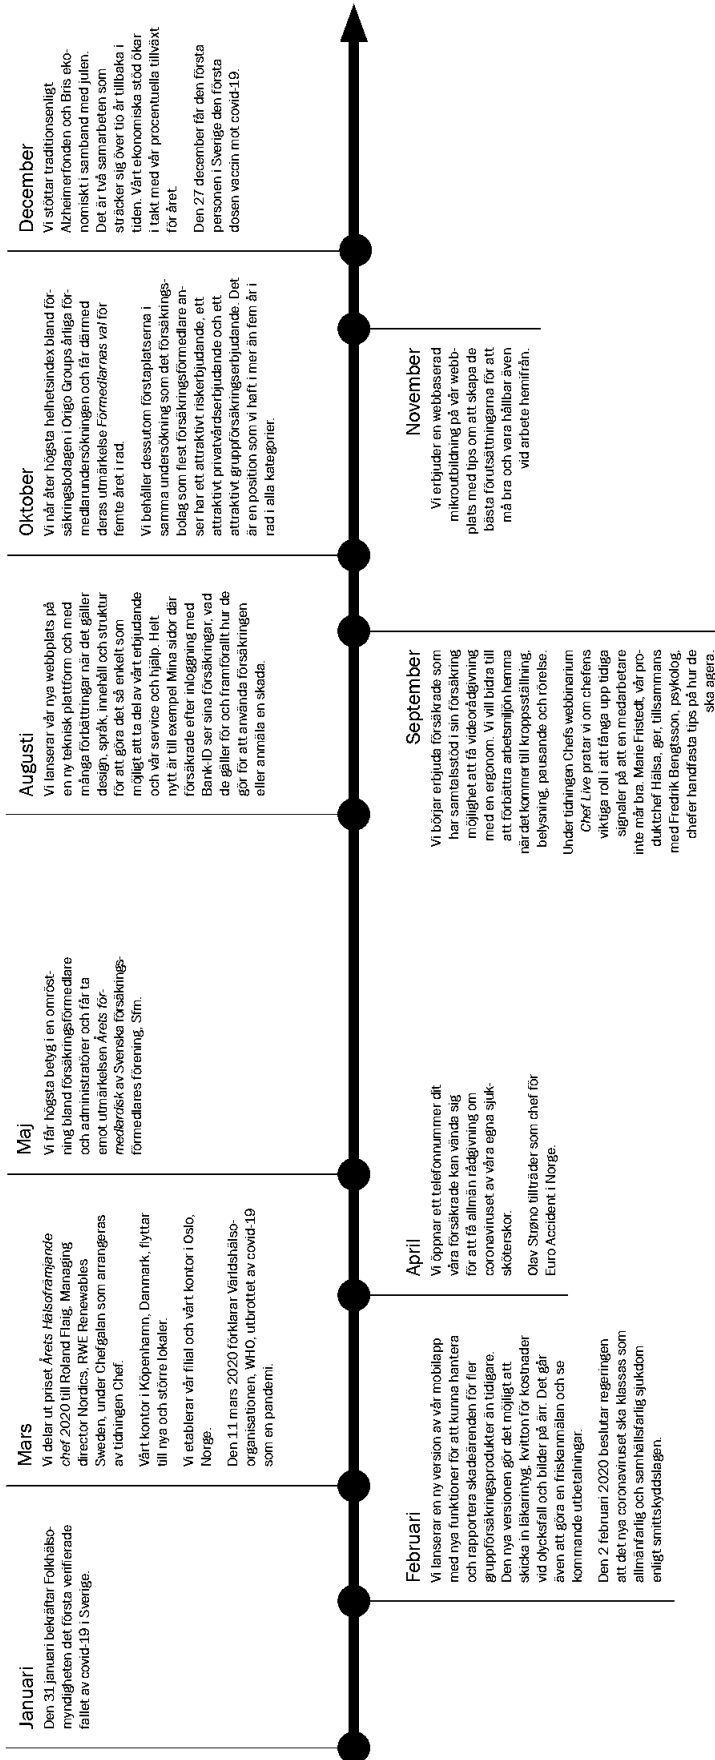 Januari
Den 31 januari bekräftar Folkhälso-
myndigheten det första verifierade
fallet av covid-19 i Sverige.
Februari
Vi lanserar en ny version av vår mobilapp
med nya funktioner för att kunna hantera
och rapportera skadeärenden för fler
gruppförsäkringsprodukter än tidigare.
Den nya versionen gör det möjligt att
skicka in läkarintyg, kvitton för kostnader
vid olycksfall och bilder på ärr. Det går
även att göra en friskanmälan och se
kommande utbetalningar.
Den 2 februari 2020 beslutar regeringen
att det nya coronaviruset ska klassas som
allmänfarlig och samhällsfarlig sjukdom
enligt smittskyddslagen.
Mars
Vi delar ut priset Årets Hälsofrämjande
chef 2020 till Roland Flaig, Managing
director Nordics, RWE Renewables
Sweden, under Chefgalan som arrangeras
av tidningen Chef.
Vårt kontor i Köpenhamn, Danmark, flyttar
till nya och större lokaler.
Vi etablerar vår filial och vårt kontor i Oslo,
Norge.
Den 11 mars 2020 förklarar Världshälso-
organisationen, WHO, utbrottet av covid-19
som en pandemi.
April
Vi öppnar ett telefonnummer dit
våra försäkrade kan vända sig
för att få allmän rådgivning om
coronaviruset av våra egna sjuk-
sköterskor.
Olav Strøno tillträder som chef för
Euro Accident i Norge.
Maj
Vi får högsta betyg i en omröst-
ning bland försäkringsförmedlare
och administratörer och får ta
emot utmärkelsen Årets för-
medlardisk av Svenska försäkrings-
förmedlares förening, Sfm.
Augusti
Vi lanserar vår nya webbplats på
en ny teknisk plattform och med
många förbättringar när det gäller
design, språk, innehåll och struktur
för att göra det så enkelt som
möjligt att ta del av vårt erbjudande
och vår service och hjälp. Helt
nytt är till exempel Mina sidor där
försäkrade efter inloggning med
Bank-ID ser sina försäkringar, vad
de gäller för och framförallt hur de
gör för att använda försäkringen
eller anmäla en skada.
September
Vi börjar erbjuda försäkrade som
har samtalsstöd i sin försäkring
möjlighet att få videorådgivning
med en ergonom. Vi vill bidra till
att förbättra arbetsmiljön hemma
när det kommer till kroppsställning,
belysning, pausande och rörelse.
Under tidningen Chefs webbinarium
Chef Live pratar vi om chefens
viktiga roll i att fånga upp tidiga
signaler på att en medarbetare
inte mår bra. Marie Fristedt, vår pro-
duktchef Hälsa, ger, tillsammans
med Fredrik Bengtsson, psykolog,
chefer handfasta tips på hur de
ska agera.
Oktober
Vi når åter högsta helhetsindex bland för-
säkringsbolagen i Origo Groups årliga för-
medlarundersökningen och får därmed
deras utmärkelse Förmedlarnas val för
femte året i rad.
Vi behåller dessutom förstaplatserna i
samma undersökning som det försäkrings-
bolag som flest försäkringsförmedlare an-
ser har ett attraktivt riskerbjudande, ett
attraktivt privatvårdserbjudande och ett
attraktivt gruppförsäkringserbjudande. Det
är en position som vi haft i mer än fem år i
rad i alla kategorier.
November
Vi erbjuder en webbaserad
mikroutbildning på vår webb-
plats med tips om att skapa de
bästa förutsättningarna för att
må bra och vara hållbar även
vid arbete hemifrån.
December
Vi stöttar traditionsenligt
Alzheimerfonden och Bris eko-
nomiskt i samband med julen.
Det är två samarbeten som
sträcker sig över tio år tillbaka i
tiden. Vårt ekonomiska stöd ökar
i takt med vår procentuella tillväxt
för året.
Den 27 december får den första
personen i Sverige den första
dosen vaccin mot covid-19.